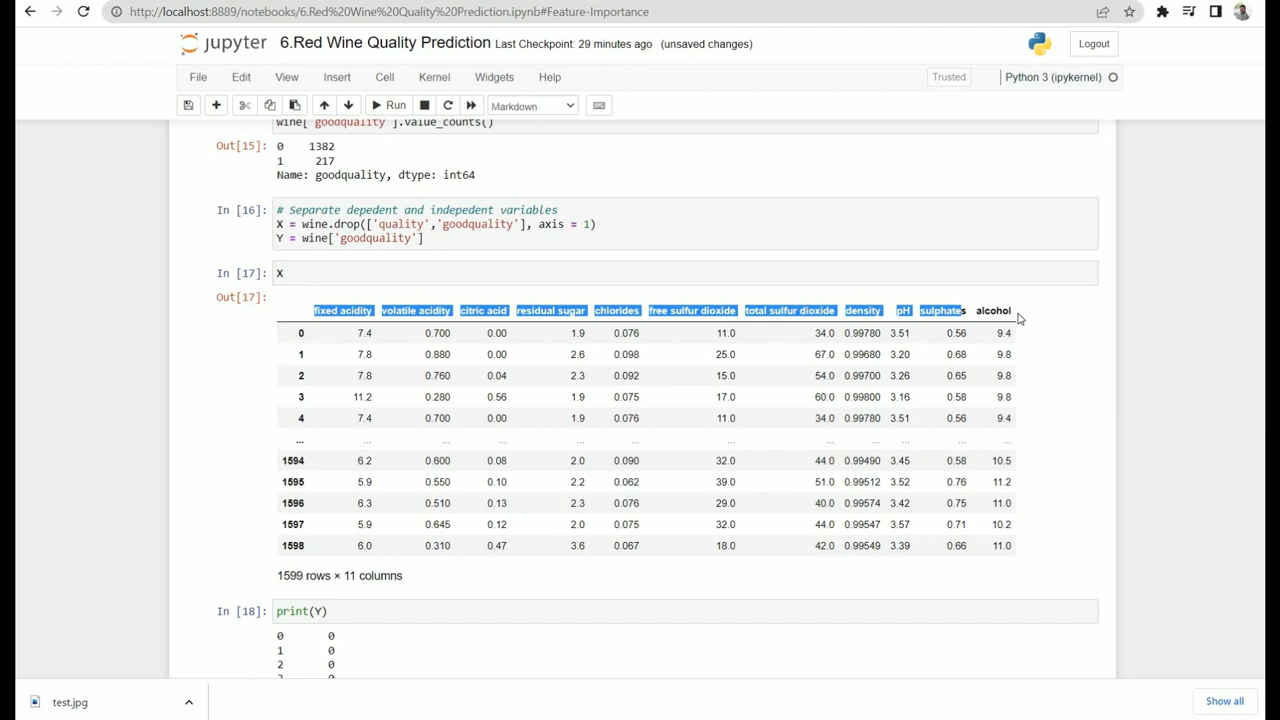 http://localhost:8889/notebooks/6.Red%20Wine%20Quality%20Prediction.ipynb#Feature-Importance
jupyter 6.Red Wine Quality Prediction Last Checkpoint: 29 minutes ago (unsaved changes) Logout
File Edit View Insert Cell Kernel Widgets Help Trusted Python 3 (ipykernel)
Run Markdown
wine['goodquality'].value_counts()
Out[15]: 0 1382
1 217
Name: goodquality, dtype: int64
In [16]: # Separate depedent and indepedent variables
X = wine.drop(['quality','goodquality'], axis = 1)
Y = wine['goodquality']
In [17]: X
Out[17]:
fixed acidity volatile acidity citric acid residual sugar chlorides free sulfur dioxide total sulfur dioxide density pH sulphates alcohol
0 7.4 0.700 0.00 1.9 0.076 11.0 34.0 0.99780 3.51 0.56 9.4
1 7.8 0.880 0.00 2.6 0.098 25.0 67.0 0.99680 3.20 0.68 9.8
2 7.8 0.760 0.04 2.3 0.092 15.0 54.0 0.99700 3.26 0.65 9.8
3 11.2 0.280 0.56 1.9 0.075 17.0 60.0 0.99800 3.16 0.58 9.8
4 7.4 0.700 0.00 1.9 0.076 11.0 34.0 0.99780 3.51 0.56 9.4
... ... ... ... ... ... ... ... ... ... ... ...
1594 6.2 0.600 0.08 2.0 0.090 32.0 44.0 0.99490 3.45 0.58 10.5
1595 5.9 0.550 0.10 2.2 0.062 39.0 51.0 0.99512 3.52 0.76 11.2
1596 6.3 0.510 0.13 2.3 0.076 29.0 40.0 0.99574 3.42 0.75 11.0
1597 5.9 0.645 0.12 2.0 0.075 32.0 44.0 0.99547 3.57 0.71 10.2
1598 6.0 0.310 0.47 3.6 0.067 18.0 42.0 0.99549 3.39 0.66 11.0
1599 rows × 11 columns
In [18]: print(Y)
0 0
1 0
2 0
test.jpg Show all